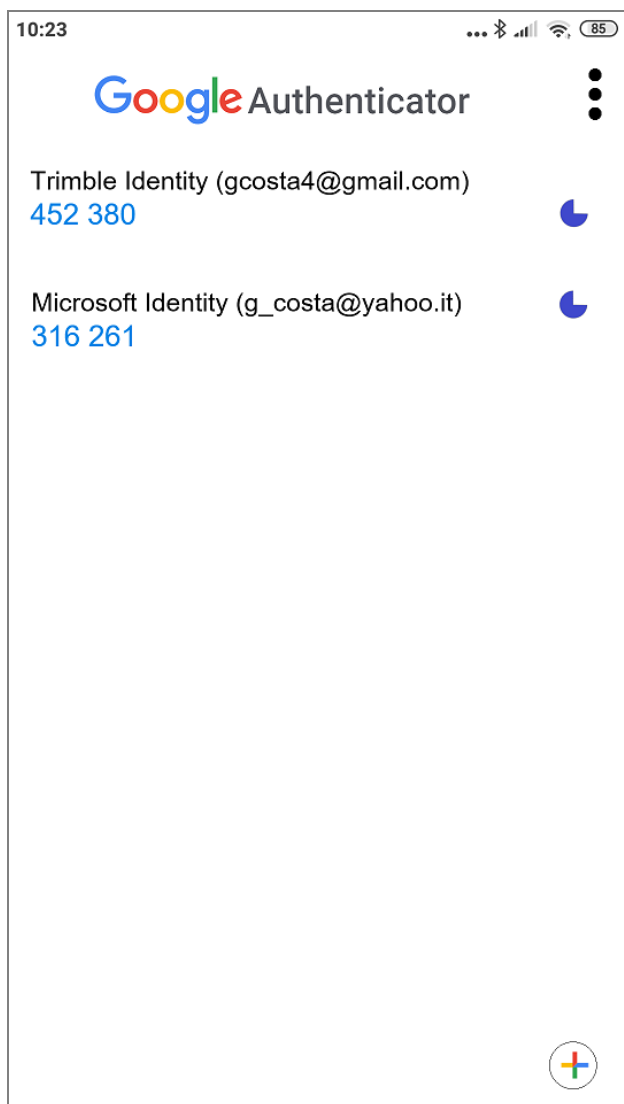 10:23
85
Google Authenticator
Trimble Identity (gcosta4@gmail.com)
452 380
Microsoft Identity (g_costa@yahoo.it)
316 261